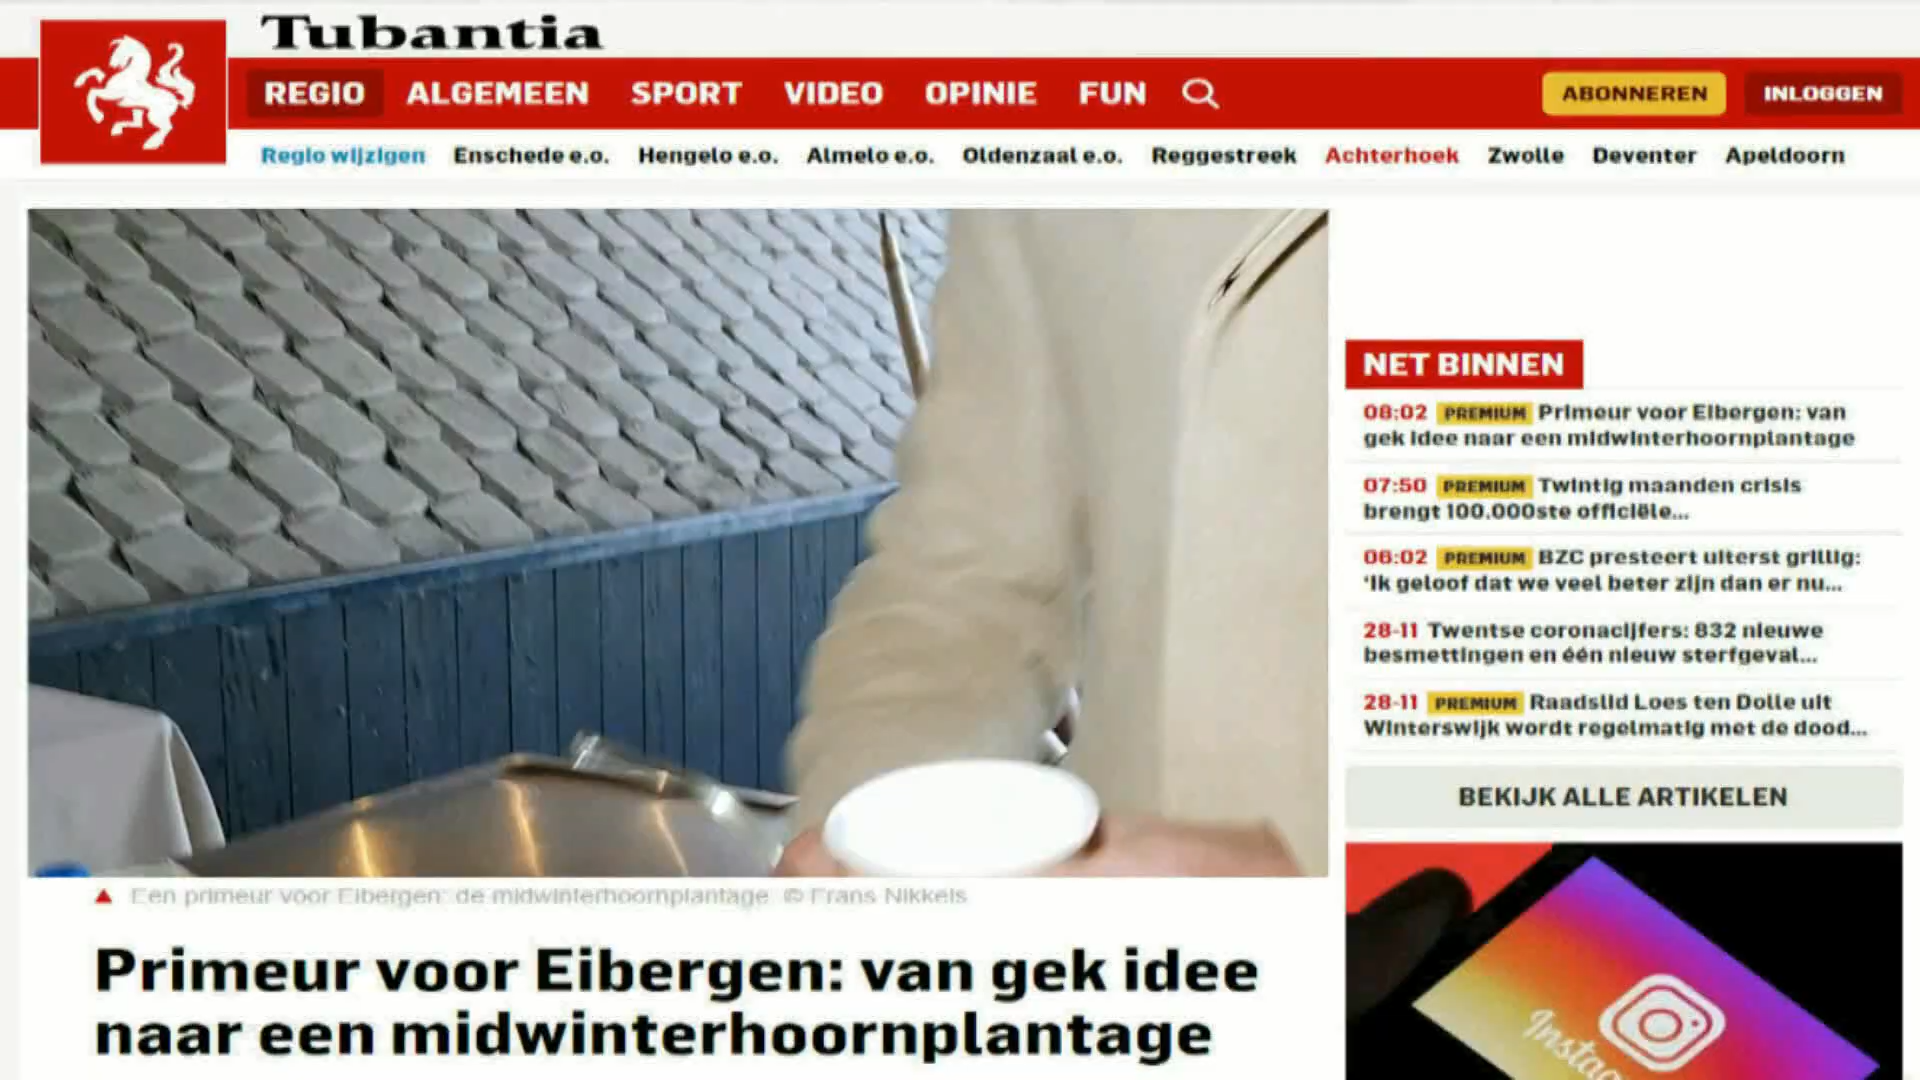 Tubantia
REGIO ALGEMEEN SPORT VIDEO OPINIE FUN ABONNEREN INLOGGEN
Regio wijzigen Enschede e.o. Hengelo e.o. Almelo e.o. Oldenzaal e.o. Reggestreek Achterhoek Zwolle Deventer Apeldoorn
NET BINNEN
08:02 PREMIUM Primeur voor Eibergen: van
gek idee naar een midwinterhoornplantage
07:50 PREMIUM Twintig maanden crisis
brengt 100.000ste officiële...
06:02 PREMIUM BZC presteert uiterst grillig:
'Ik geloof dat we veel beter zijn dan er nu...
28-11 Twentse coronacijfers: 832 nieuwe
besmettingen en één nieuw sterfgeval...
28-11 PREMIUM Raadslid Loes ten Dolle uit
Winterswijk wordt regelmatig met de dood...
BEKIJK ALLE ARTIKELEN
Een primeur voor Eibergen: de midwinterhoornplantage. © Frans Nikkels
Primeur voor Eibergen: van gek idee
naar een midwinterhoornplantage